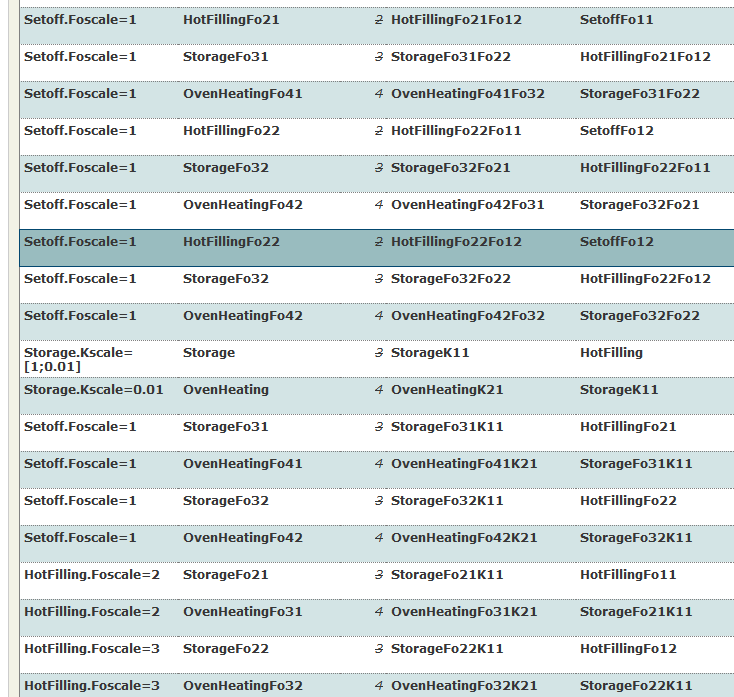 Setoff.Foscale=1 HotFillingFo21 2 HotFillingFo21Fo12 SetoffFo11
Setoff.Foscale=1 StorageFo31 3 StorageFo31Fo22 HotFillingFo21Fo12
Setoff.Foscale=1 OvenHeatingFo41 4 OvenHeatingFo41Fo32 StorageFo31Fo22
Setoff.Foscale=1 HotFillingFo22 2 HotFillingFo22Fo11 SetoffFo12
Setoff.Foscale=1 StorageFo32 3 StorageFo32Fo21 HotFillingFo22Fo11
Setoff.Foscale=1 OvenHeatingFo42 4 OvenHeatingFo42Fo31 StorageFo32Fo21
Setoff.Foscale=1 HotFillingFo22 2 HotFillingFo22Fo12 SetoffFo12
Setoff.Foscale=1 StorageFo32 3 StorageFo32Fo22 HotFillingFo22Fo12
Setoff.Foscale=1 OvenHeatingFo42 4 OvenHeatingFo42Fo32 StorageFo32Fo22
Storage.Kscale= Storage 3 StorageK11 HotFilling
[1;0.01]
Storage.Kscale=0.01 OvenHeating 4 OvenHeatingK21 StorageK11
Setoff.Foscale=1 StorageFo31 3 StorageFo31K11 HotFillingFo21
Setoff.Foscale=1 OvenHeatingFo41 4 OvenHeatingFo41K21 StorageFo31K11
Setoff.Foscale=1 StorageFo32 3 StorageFo32K11 HotFillingFo22
Setoff.Foscale=1 OvenHeatingFo42 4 OvenHeatingFo42K21 StorageFo32K11
HotFilling.Foscale=2 StorageFo21 3 StorageFo21K11 HotFillingFo11
HotFilling.Foscale=2 OvenHeatingFo31 4 OvenHeatingFo31K21 StorageFo21K11
HotFilling.Foscale=3 StorageFo22 3 StorageFo22K11 HotFillingFo12
HotFilling.Foscale=3 OvenHeatingFo32 4 OvenHeatingFo32K21 StorageFo22K11